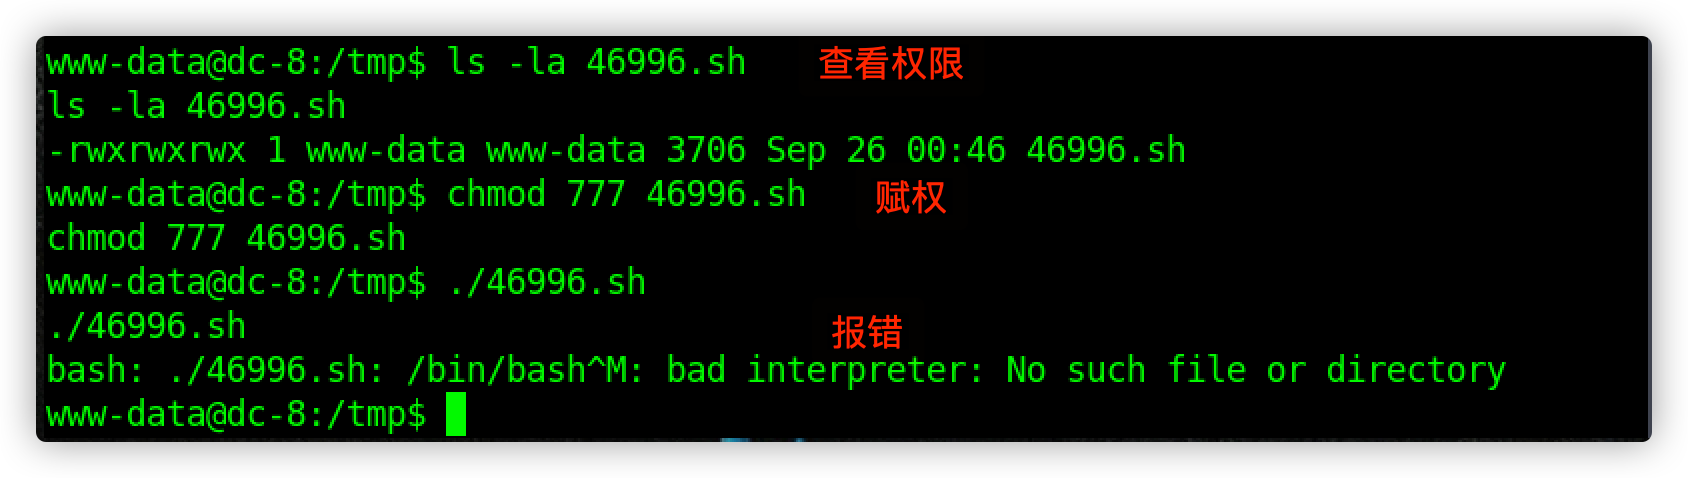 www-data@dc-8:/tmp$ ls -la 46996.sh 查看权限
ls -la 46996.sh
-rwxrwxrwx 1 www-data www-data 3706 Sep 26 00:46 46996.sh
www-data@dc-8:/tmp$ chmod 777 46996.sh 赋权
chmod 777 46996.sh
www-data@dc-8:/tmp$ ./46996.sh
./46996.sh 报错
bash: ./46996.sh: /bin/bash^M: bad interpreter: No such file or directory
www-data@dc-8:/tmp$